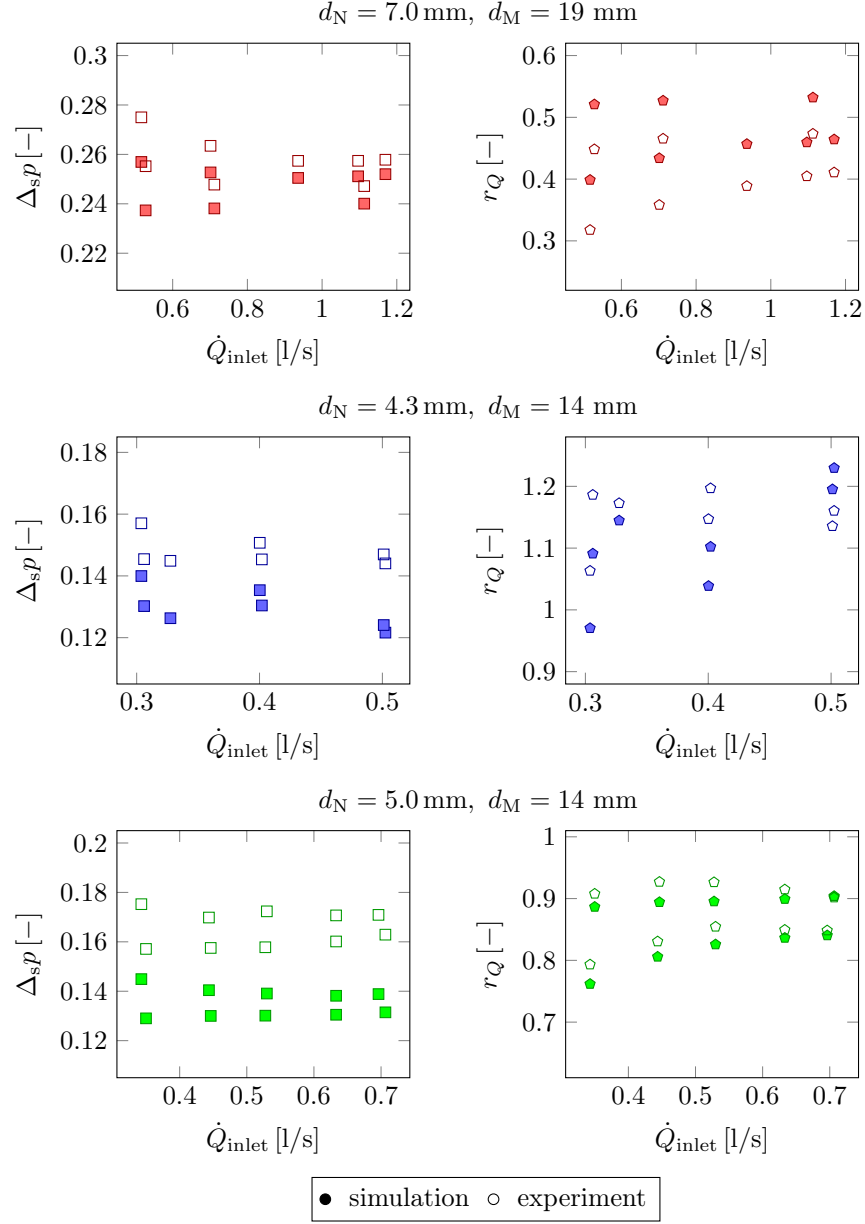 d_N = 7.0 mm, d_M = 19 mm
0.3
0.28
0.26
0.24
0.22
Δ_s p [−]
0.6 0.8 1 1.2
Q̇_inlet [l/s]
0.6
0.5
0.4
0.3
r_Q [−]
0.6 0.8 1 1.2
Q̇_inlet [l/s]
d_N = 4.3 mm, d_M = 14 mm
0.18
0.16
0.14
0.12
Δ_s p [−]
0.3 0.4 0.5
Q̇_inlet [l/s]
1.2
1.1
1
0.9
r_Q [−]
0.3 0.4 0.5
Q̇_inlet [l/s]
d_N = 5.0 mm, d_M = 14 mm
0.2
0.18
0.16
0.14
0.12
Δ_s p [−]
0.4 0.5 0.6 0.7
Q̇_inlet [l/s]
1
0.9
0.8
0.7
r_Q [−]
0.4 0.5 0.6 0.7
Q̇_inlet [l/s]
simulation experiment